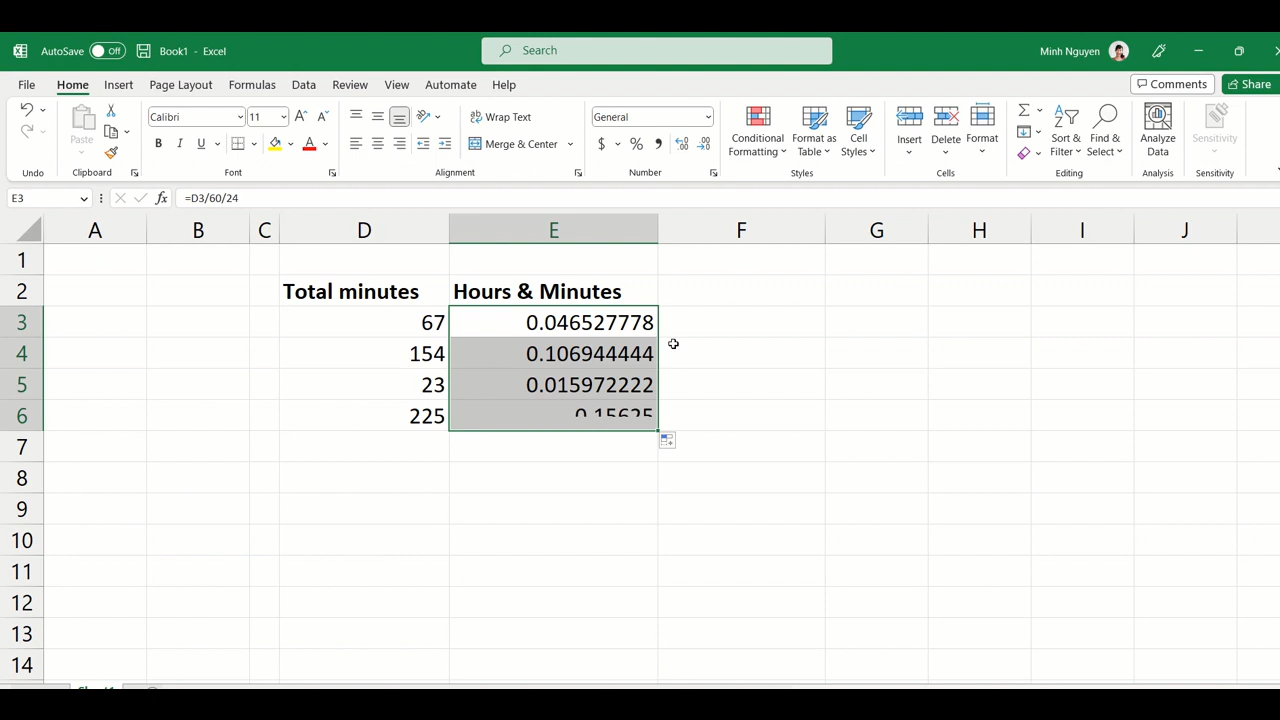 AutoSave Off Book1 - Excel Search Minh Nguyen
File Home Insert Page Layout Formulas Data Review View Automate Help Comments Share
Calibri 11 A^ A˅ Wrap Text General
Paste B I U A Merge & Center $ % , Conditional Formatting Format as Table Cell Styles Insert Delete Format Σ Sort & Filter Find & Select Analyze Data Sensitivity
Undo Clipboard Font Alignment Number Styles Cells Editing Analysis Sensitivity
E3 fx =D3/60/24
A B C D E F G H I J
1
2 Total minutes Hours & Minutes
3 67 0.046527778
4 154 0.106944444
5 23 0.015972222
6 225 0.15625
7
8
9
10
11
12
13
14